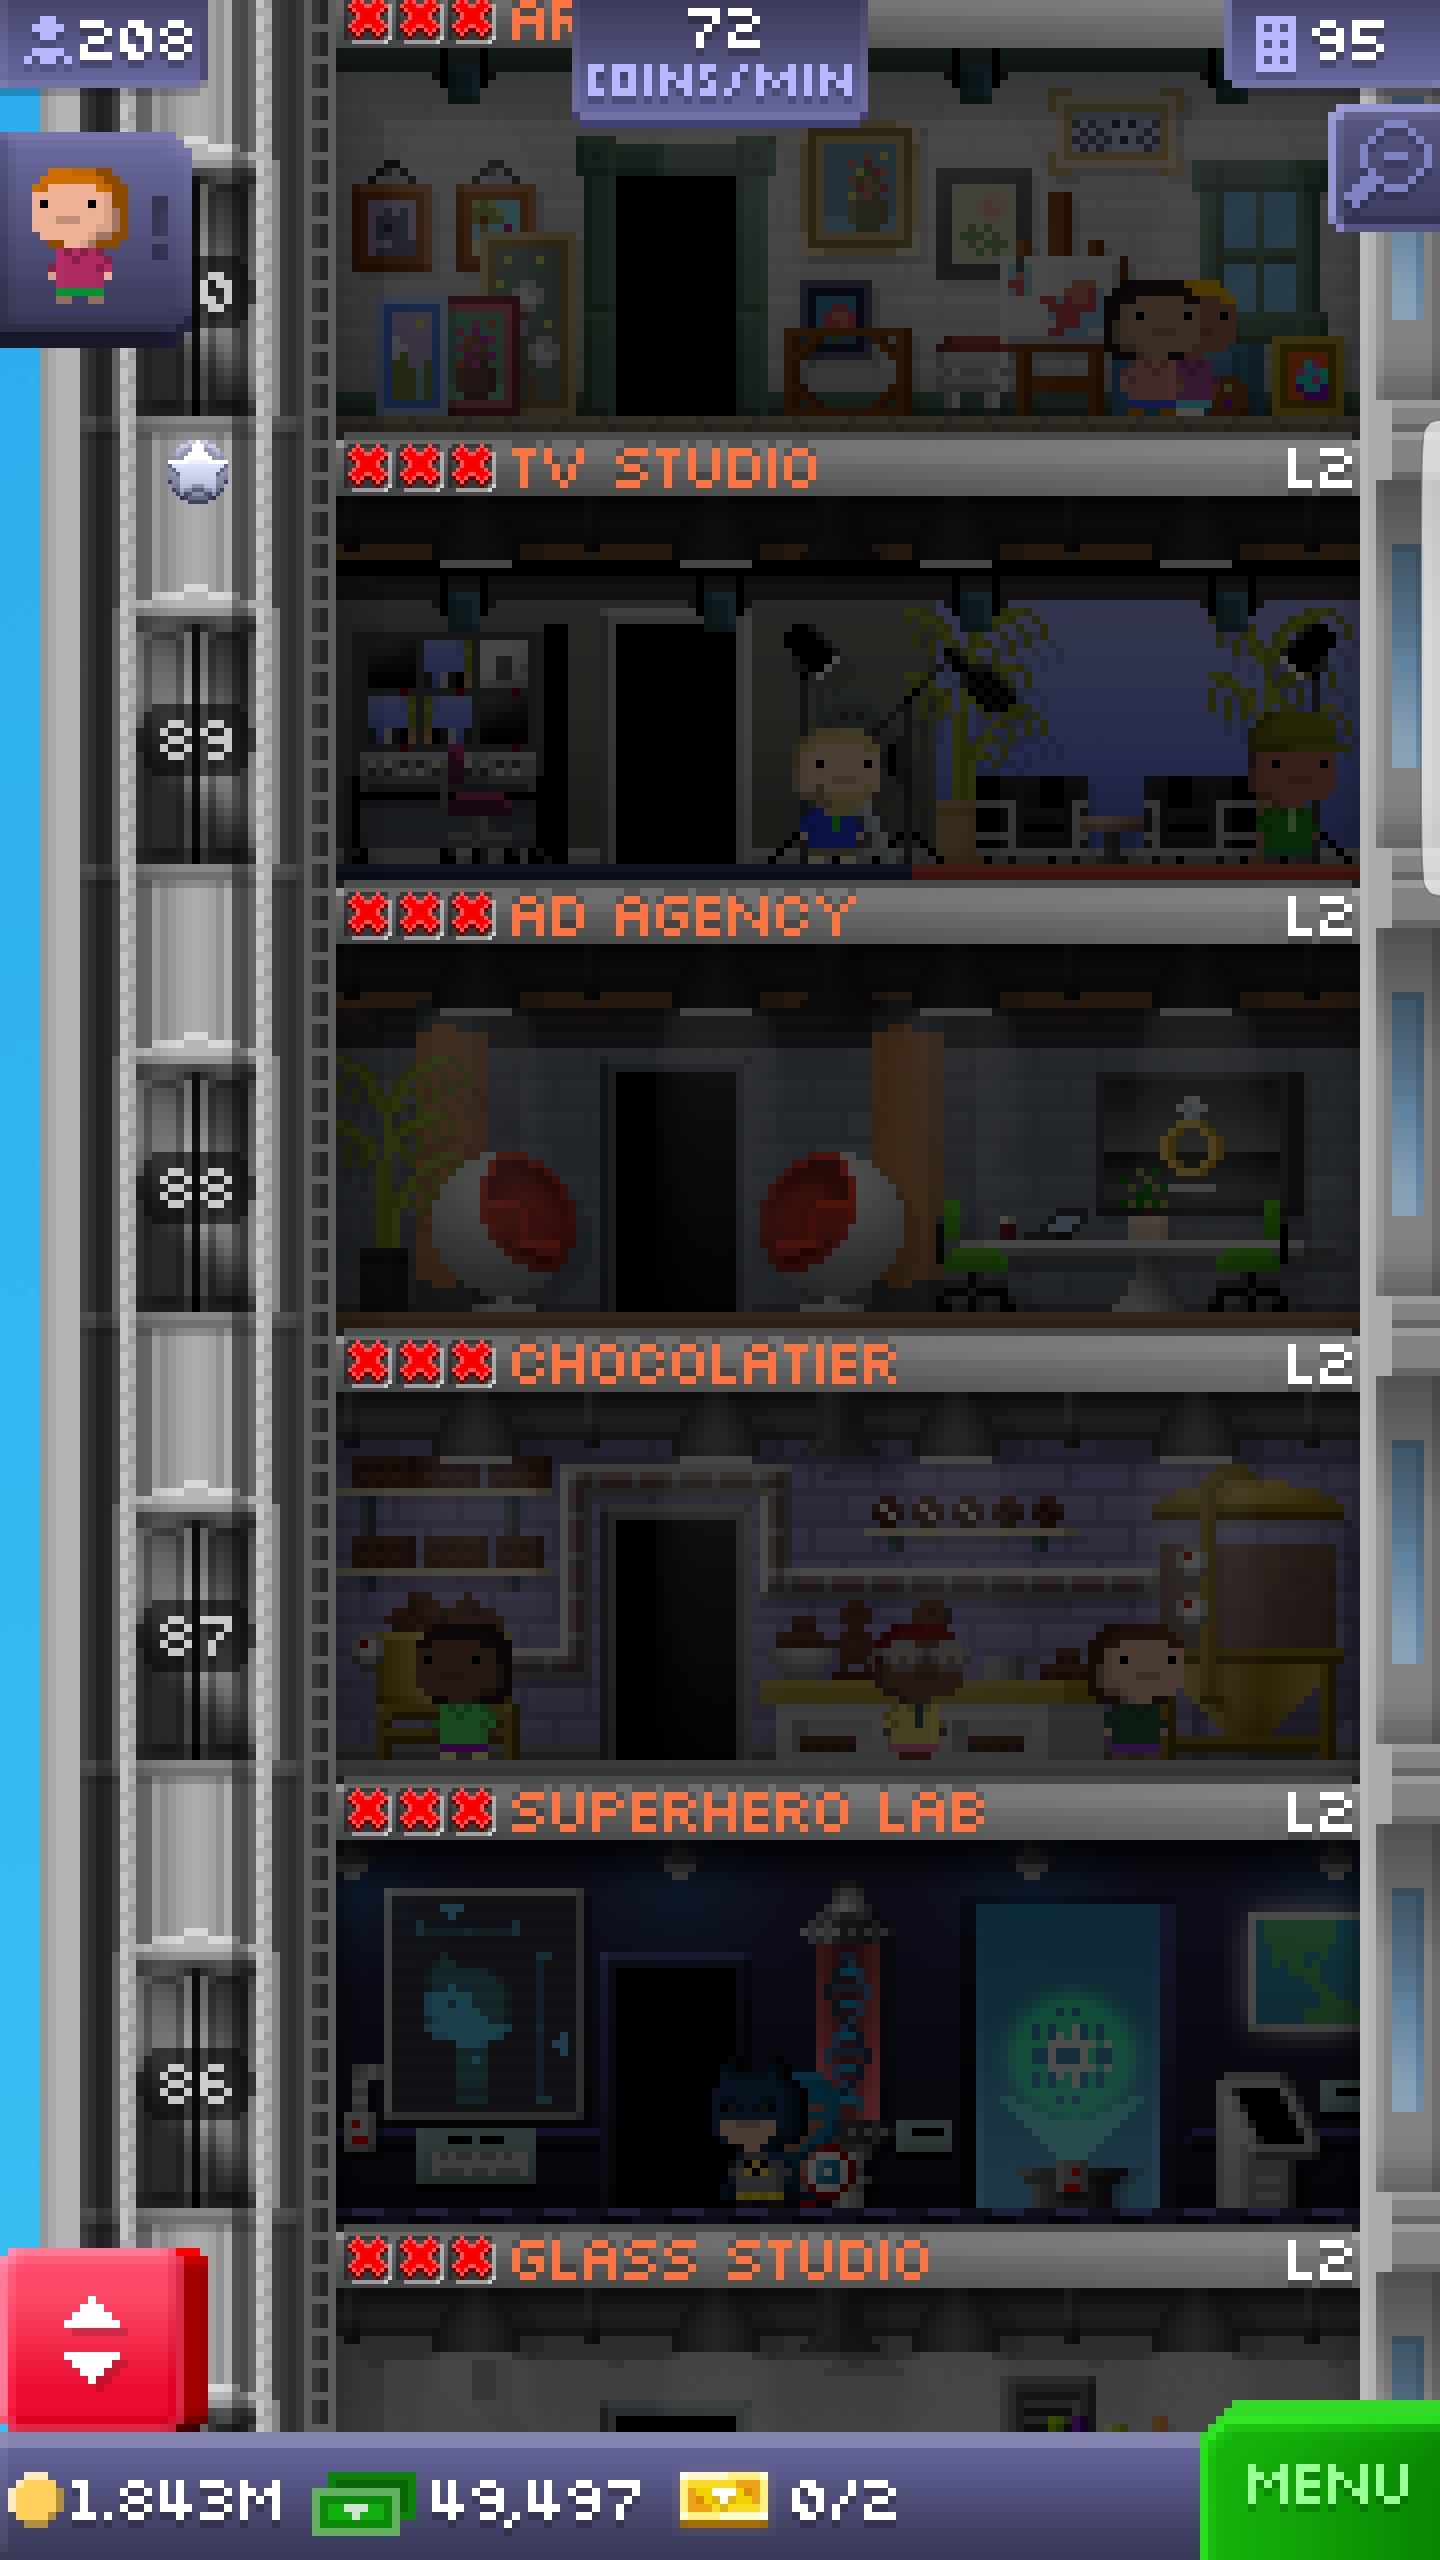 AR
72
COINS/MIN
208
95
!
0
TV STUDIO L2
89
AD AGENCY L2
88
CHOCOLATIER L2
87
SUPERHERO LAB L2
86
GLASS STUDIO L2
1.843M 49,497 0/2
MENU